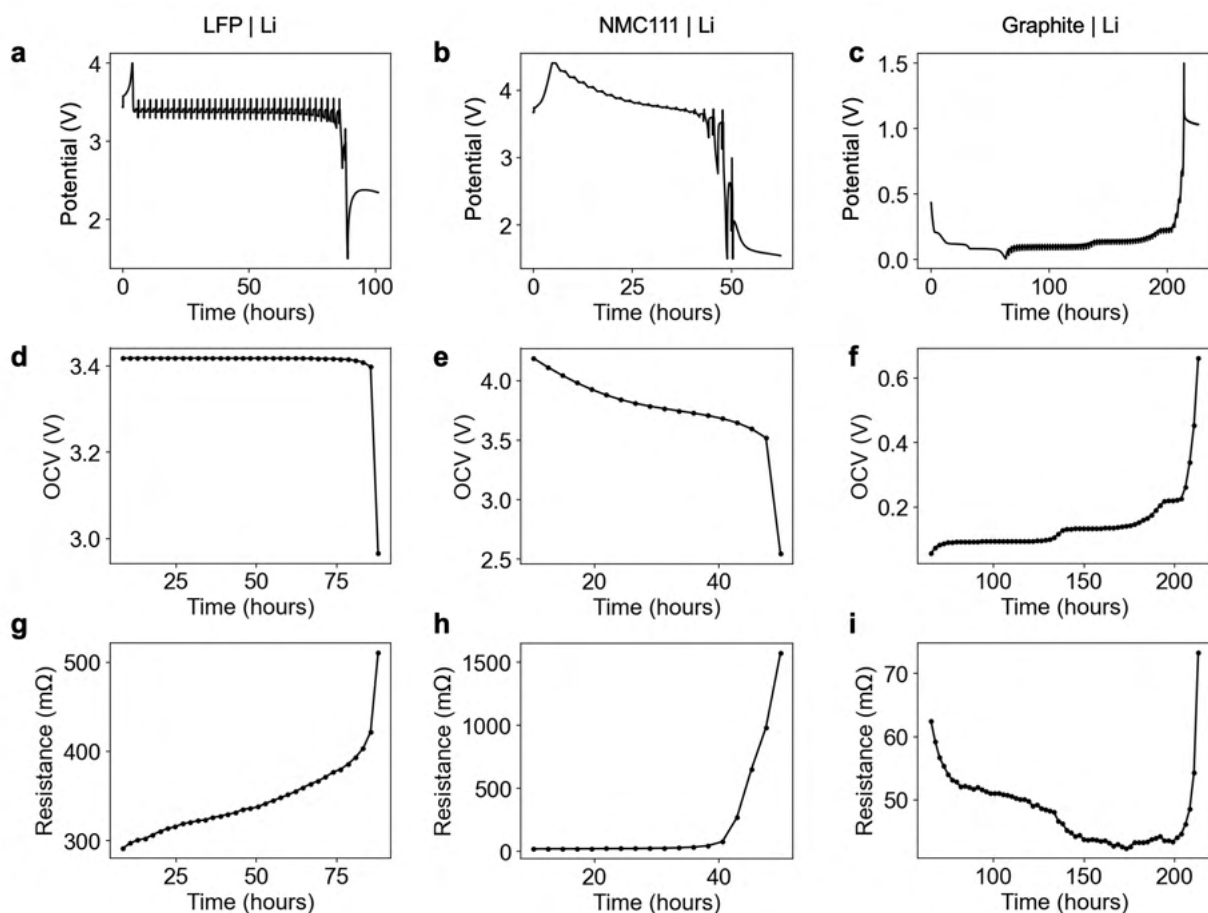 LFP | Li
NMC111 | Li
Graphite | Li
a
Potential (V)
4
3
2
0
50
100
Time (hours)
b
Potential (V)
4
3
2
0
25
50
Time (hours)
c
Potential (V)
1.5
1.0
0.5
0.0
0
100
200
Time (hours)
d
OCV (V)
3.4
3.2
3.0
25
50
75
Time (hours)
e
OCV (V)
4.0
3.5
3.0
2.5
20
40
Time (hours)
f
OCV (V)
0.6
0.4
0.2
100
150
200
Time (hours)
g
Resistance (mΩ)
500
400
300
25
50
75
Time (hours)
h
Resistance (mΩ)
1500
1000
500
0
20
40
Time (hours)
i
Resistance (mΩ)
70
60
50
100
150
200
Time (hours)